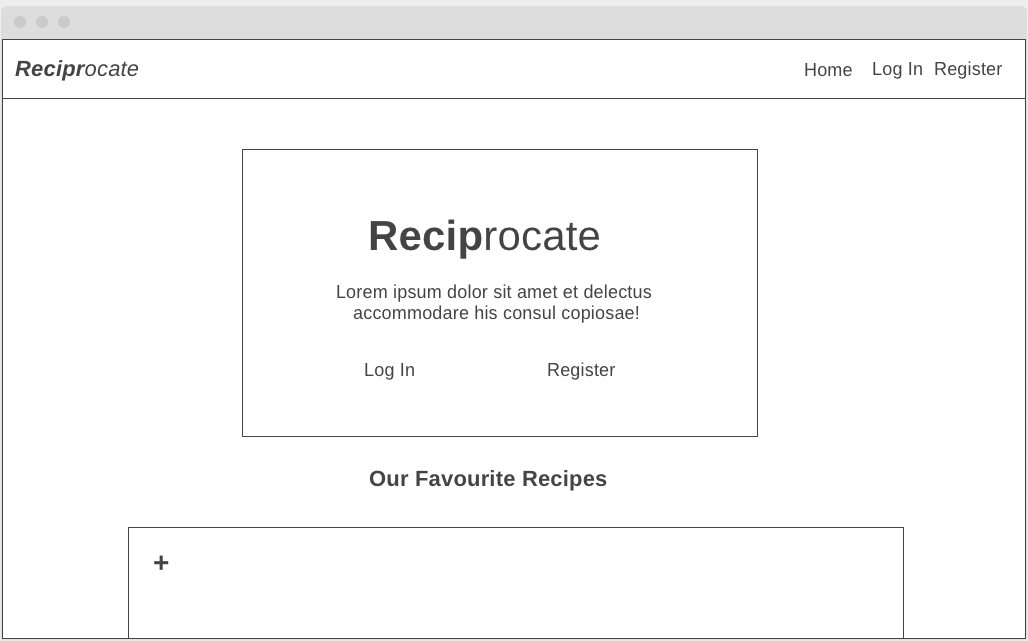 Reciprocate
Home Log In Register
Reciprocate
Lorem ipsum dolor sit amet et delectus
accommodare his consul copiosae!
Log In Register
Our Favourite Recipes
+